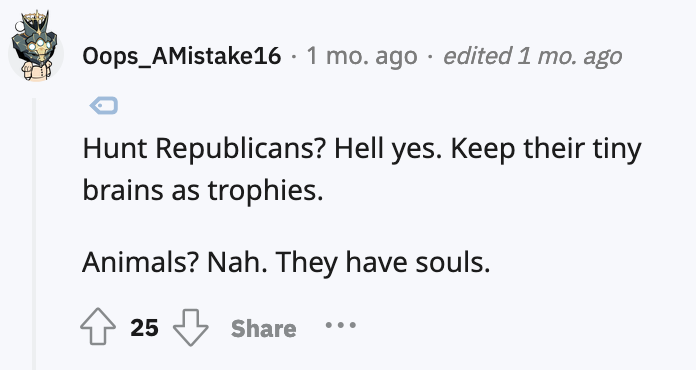 Oops_AMistake16 · 1 mo. ago · edited 1 mo. ago
Hunt Republicans? Hell yes. Keep their tiny
brains as trophies.
Animals? Nah. They have souls.
25 Share ···